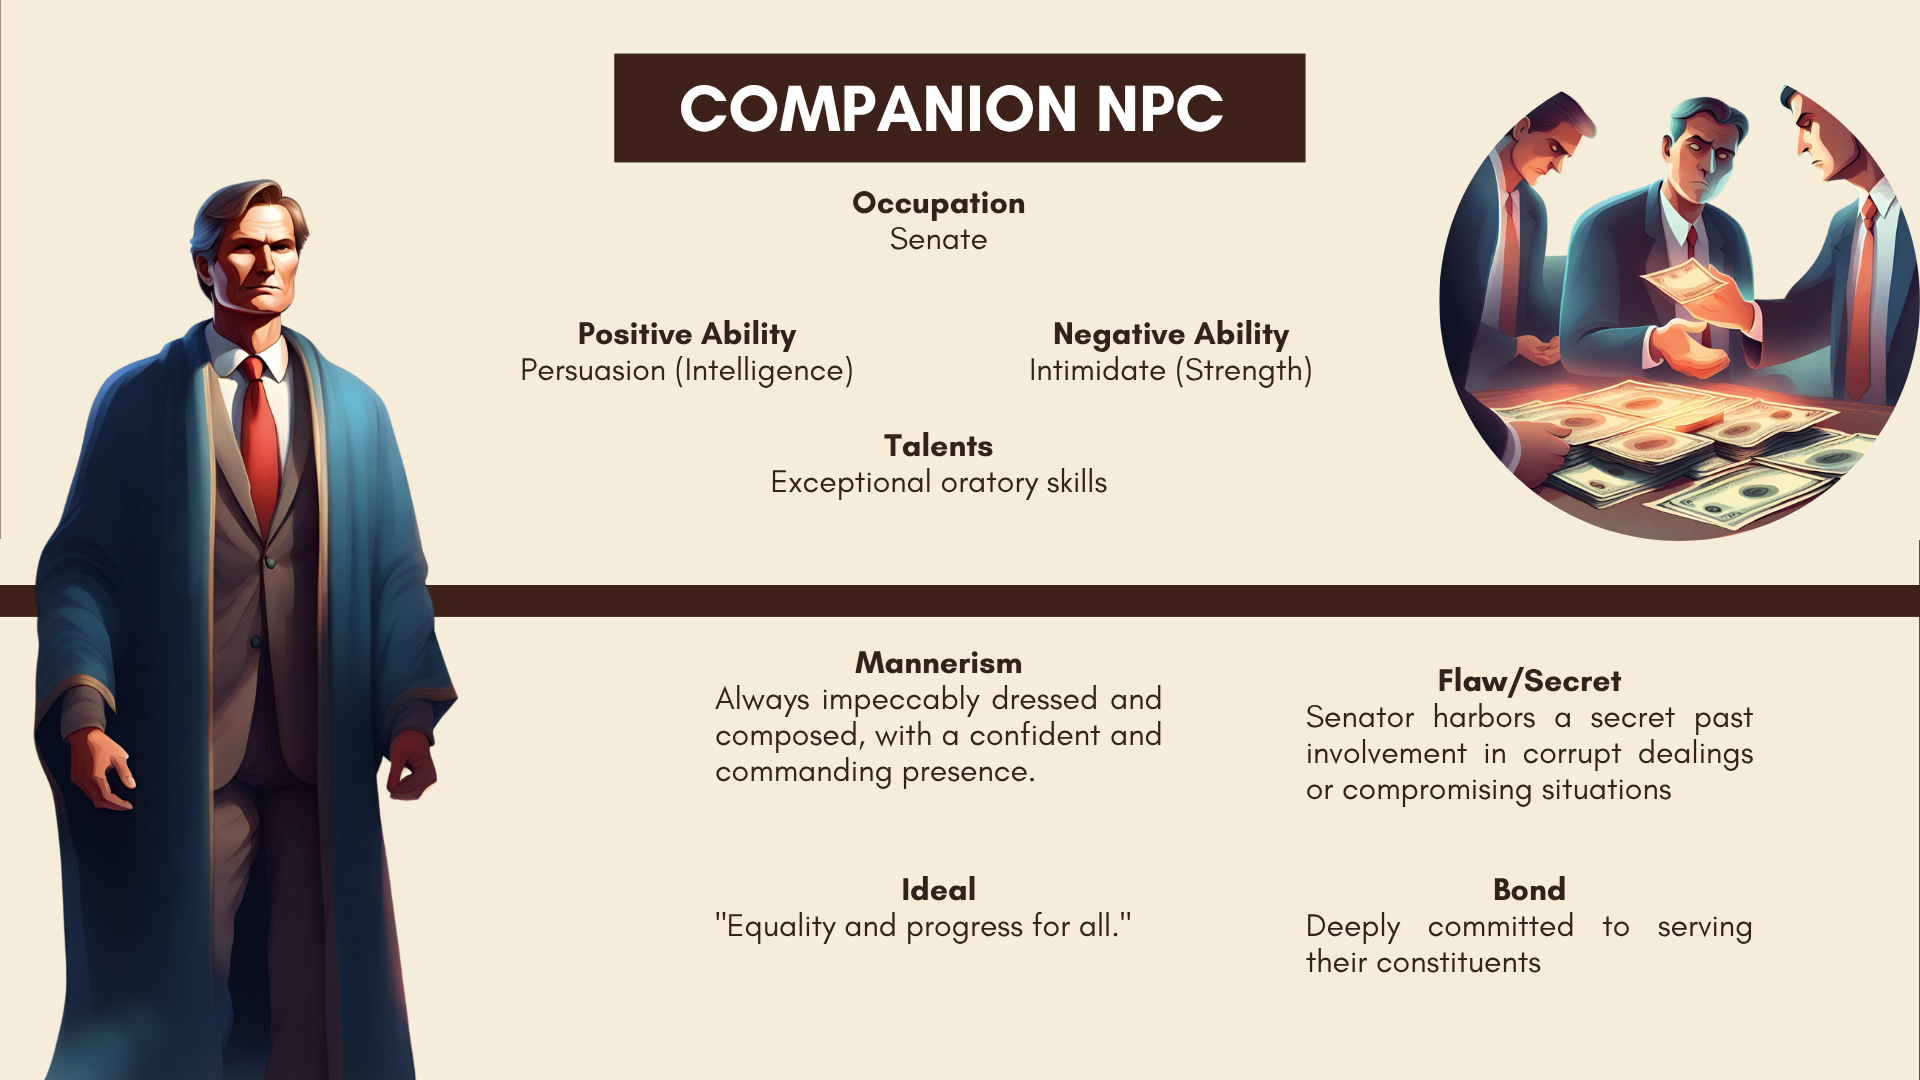 COMPANION NPC
Occupation
Senate
Positive Ability
Persuasion (Intelligence)
Negative Ability
Intimidate (Strength)
Talents
Exceptional oratory skills
Mannerism
Always impeccably dressed and
composed, with a confident and
commanding presence.
Flaw/Secret
Senator harbors a secret past
involvement in corrupt dealings
or compromising situations
Ideal
"Equality and progress for all."
Bond
Deeply committed to serving
their constituents